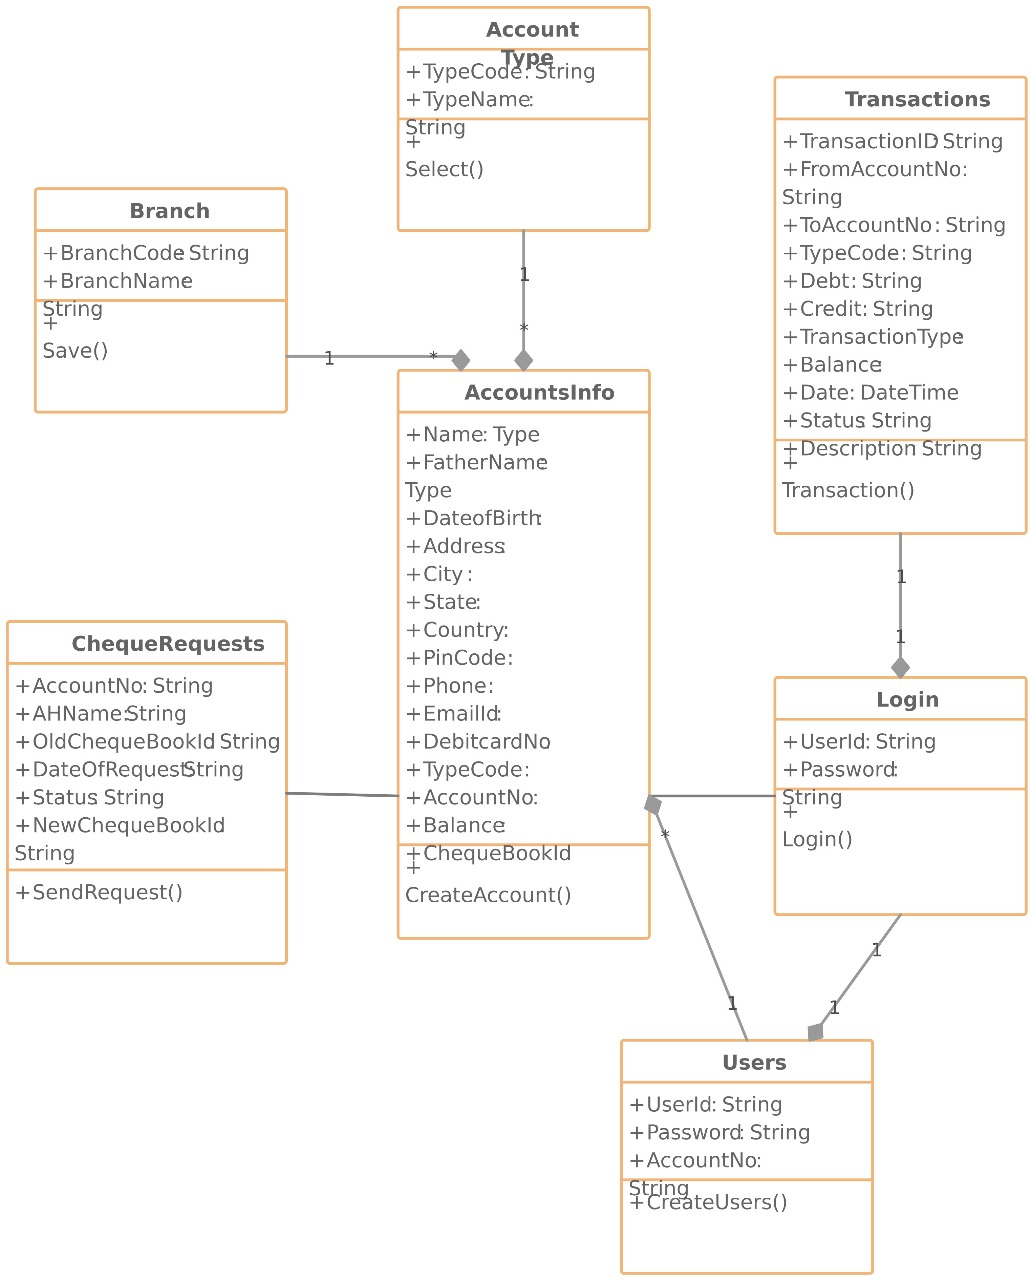 Account
Type
+TypeCode: String
+TypeName:
String
+
Select()
1
*
Transactions
+TransactionID: String
+FromAccountNo:
String
+ToAccountNo: String
+TypeCode: String
+Debt: String
+Credit: String
+TransactionType:
+Balance:
+Date: DateTime
+Status: String
+Description: String
+
Transaction()
1
1
Branch
+BranchCode: String
+BranchName:
String
+
Save()
1
*
AccountsInfo
+Name: Type
+FatherName:
Type
+DateofBirth:
+Address:
+City:
+State:
+Country:
+PinCode:
+Phone:
+EmailId:
+DebitcardNo:
+TypeCode:
+AccountNo:
+Balance:
+ChequeBookId
+
CreateAccount()
ChequeRequests
+AccountNo: String
+AHName:String
+OldChequeBookId: String
+DateOfRequest:String
+Status: String
+NewChequeBookId
String
+SendRequest()
Login
+UserId: String
+Password:
String
+
Login()
*
1
1
1
Users
+UserId: String
+Password: String
+AccountNo:
String
+CreateUsers()